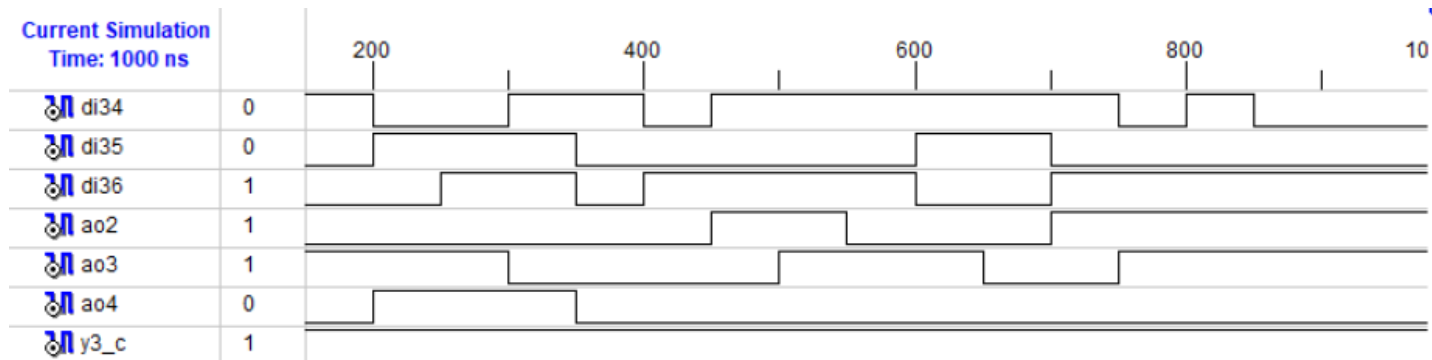 Current Simulation
Time: 1000 ns
200 400 600 800 10
di34 0
di35 0
di36 1
ao2 1
ao3 1
ao4 0
y3_c 1